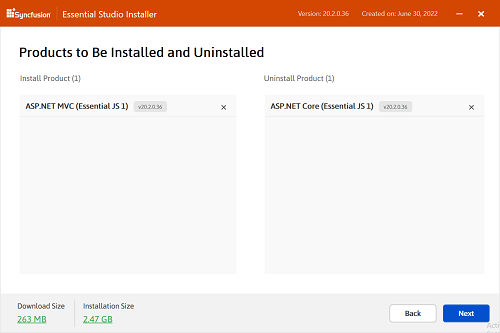 Syncfusion Essential Studio Installer Version: 20.2.0.36 Created on: June 30, 2022
Products to Be Installed and Uninstalled
Install Product (1) Uninstall Product (1)
ASP.NET MVC (Essential JS 1) v20.2.0.36 ASP.NET Core (Essential JS 1) v20.2.0.36
Download Size Installation Size
263 MB 2.47 GB Back Next